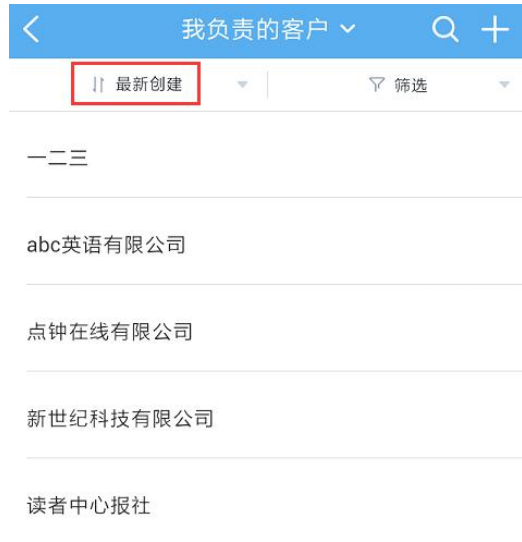 我负责的客户
最新创建 筛选
一二三
abc英语有限公司
点钟在线有限公司
新世纪科技有限公司
读者中心报社